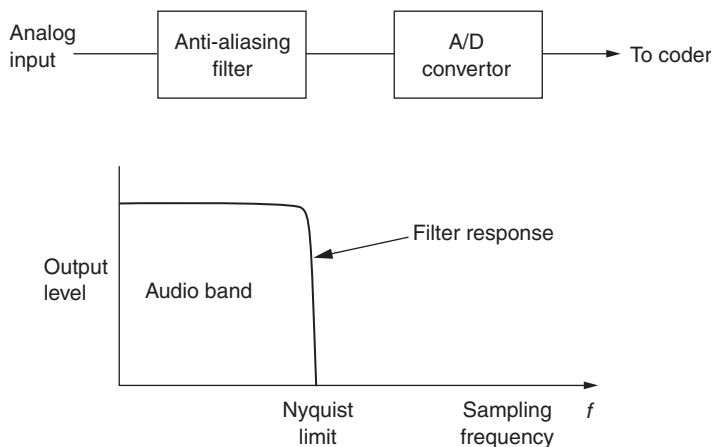 Analog
input
Anti-aliasing
filter
A/D
convertor
To coder
Filter response
Output
level
Audio band
Nyquist
limit
Sampling
frequency
f